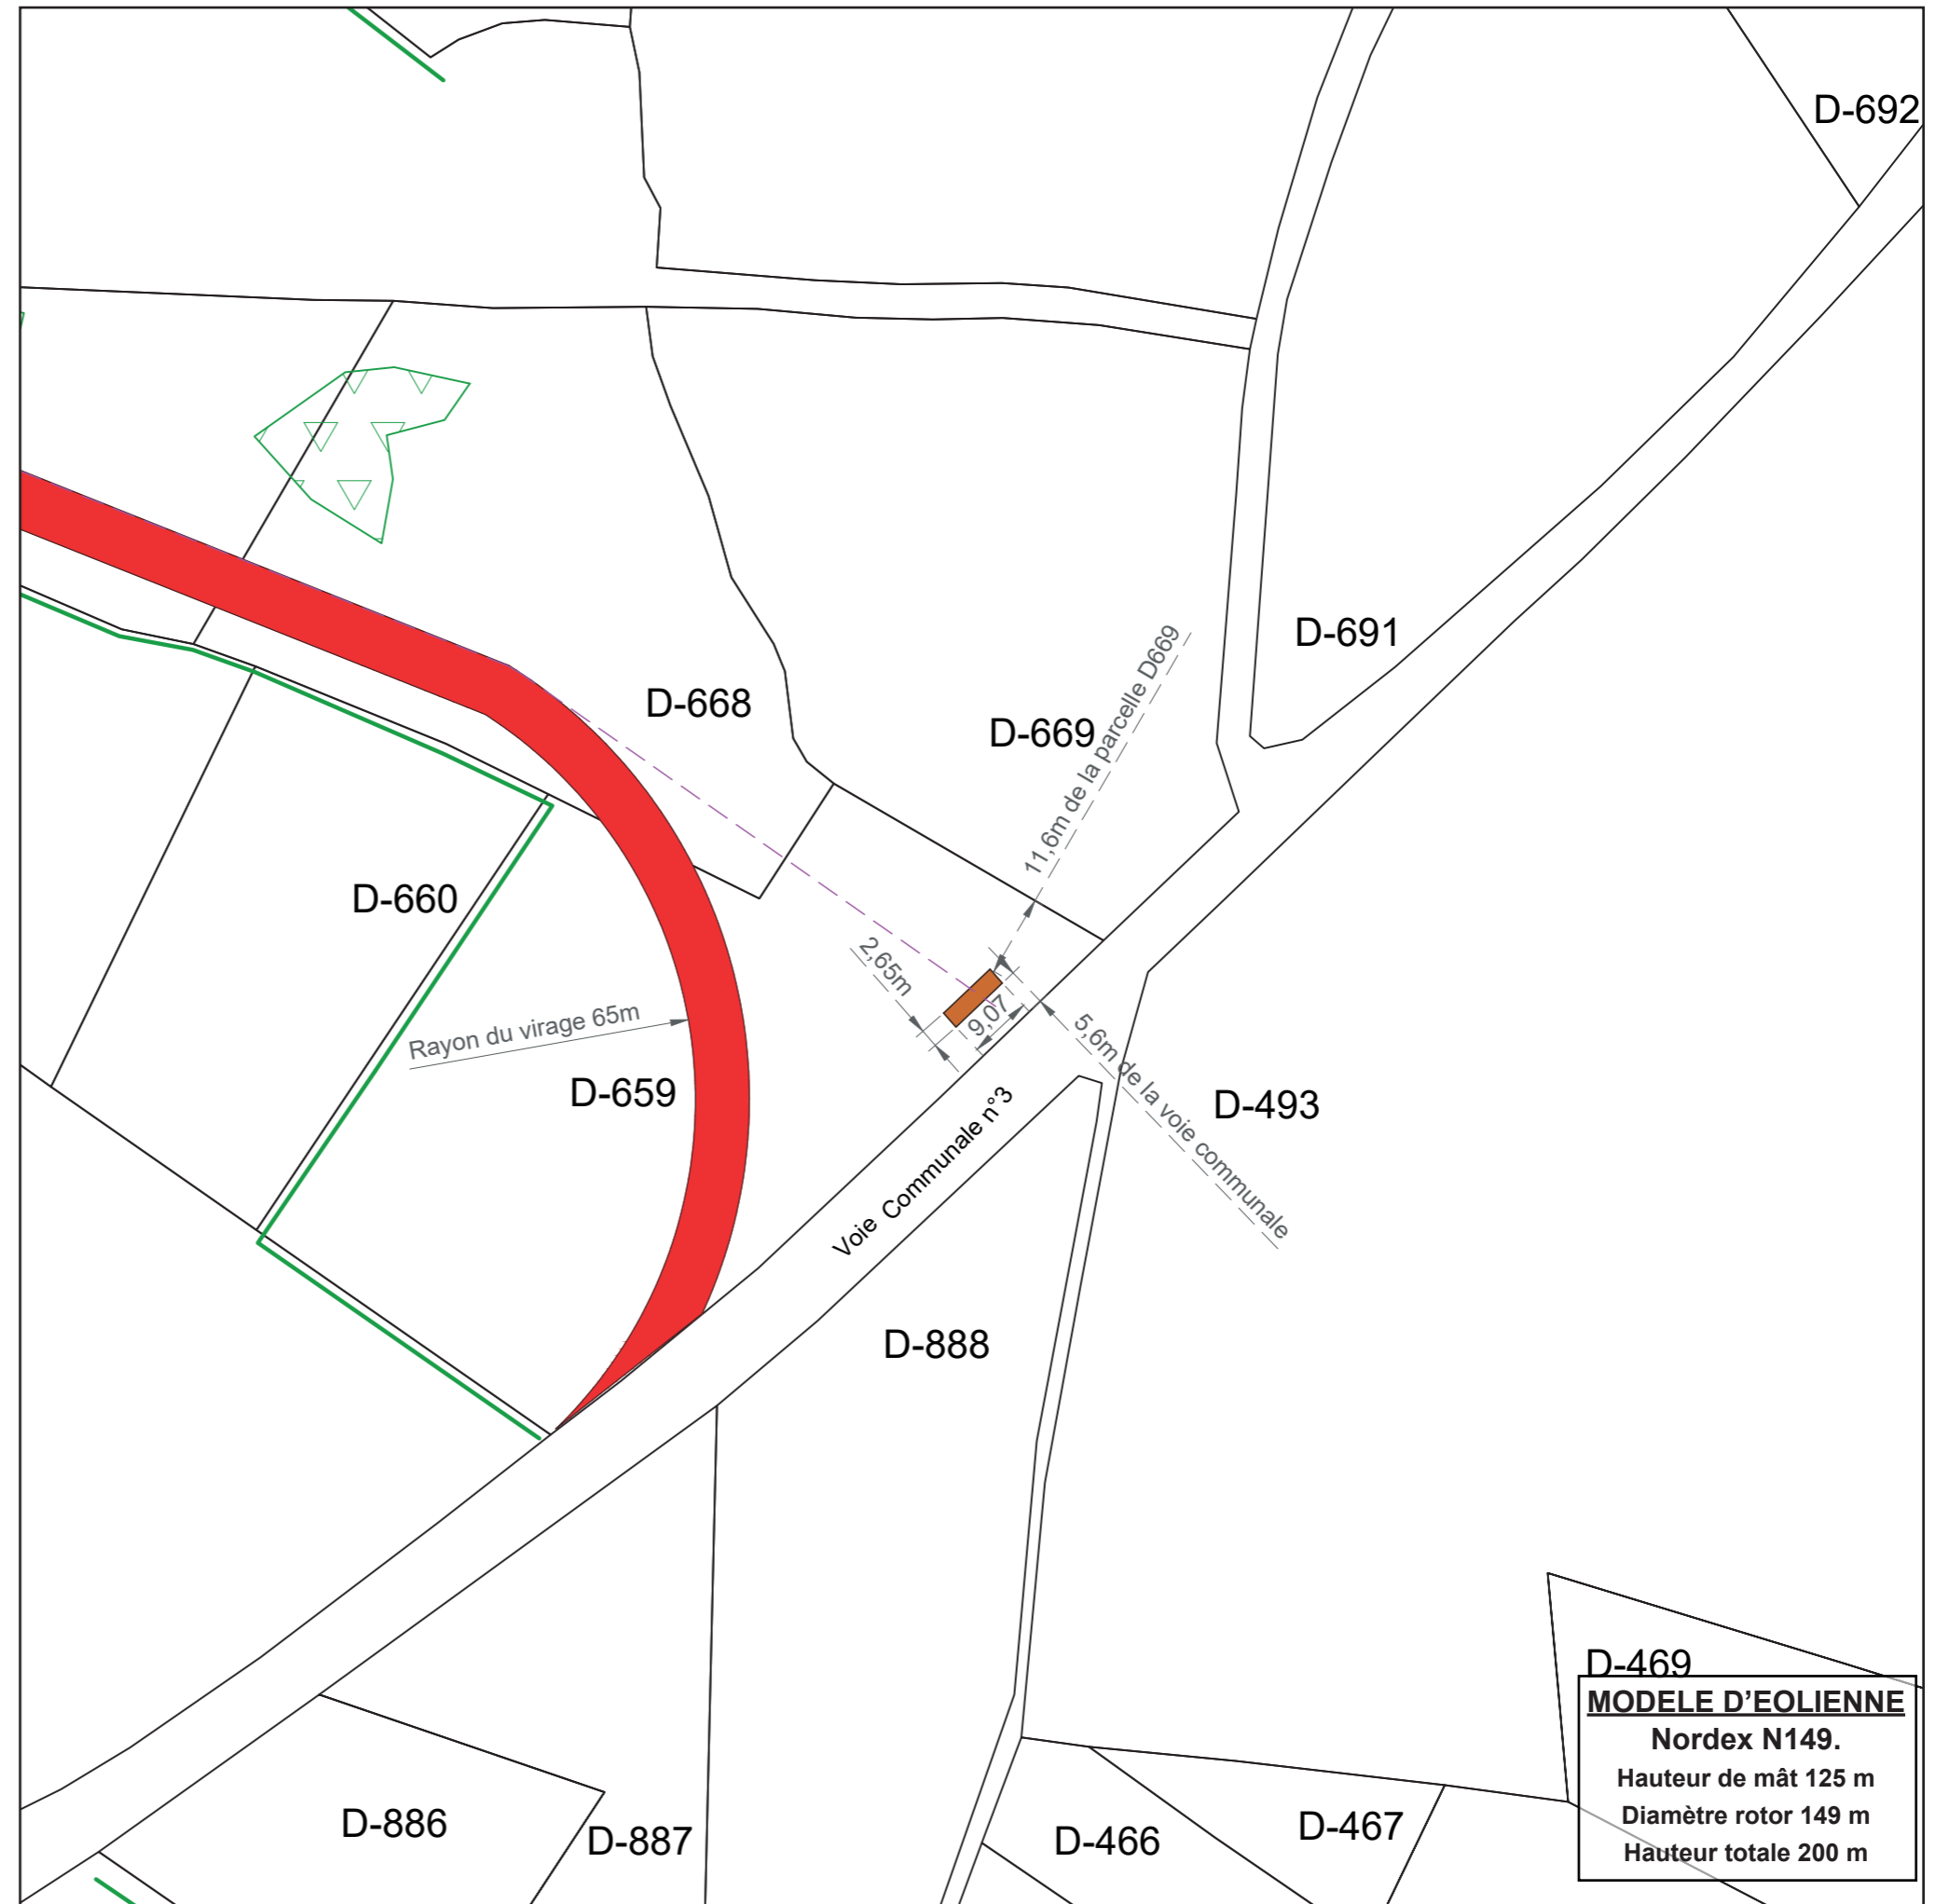 D-692
D-691
D-668
D-669
11,6m de la parcelle D669
D-660
2,65m
9,07
Rayon du virage 65m
5,6m de la voie communale
D-659
D-493
Voie Communale n°3
D-888
D-469
MODELE D'EOLIENNE
Nordex N149.
Hauteur de mât 125 m
Diamètre rotor 149 m
Hauteur totale 200 m
D-886
D-887
D-466
D-467